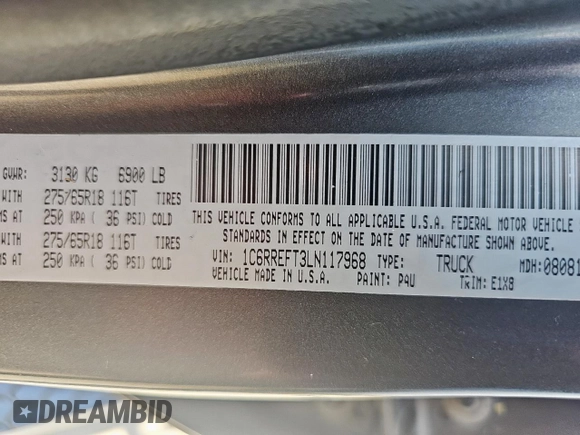 GVWR: 3130 KG 6900 LB
WITH 275/65R18 116T TIRES
MS AT 250 KPA ( 36 PSI) COLD
WITH 275/65R18 116T TIRES
MS AT 250 KPA ( 36 PSI) COLD
THIS VEHICLE CONFORMS TO ALL APPLICABLE U.S.A. FEDERAL MOTOR VEHICLE
STANDARDS IN EFFECT ON THE DATE OF MANUFACTURE SHOWN ABOVE.
VIN: 1C6RREFT3LN117968 TYPE: TRUCK MDH: 08081
VEHICLE MADE IN U.S.A. PAINT: P4U TRIM: E1X8
DREAMBID